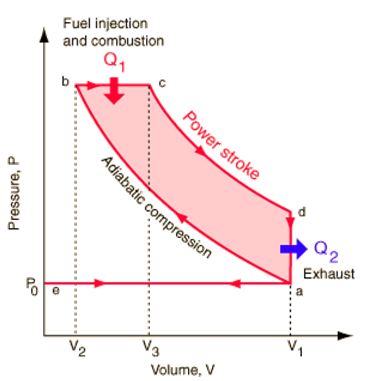 Fuel injection
and combustion
Q1
b
c
Power stroke
Adiabatic compression
d
Q2
Exhaust
Pressure, P
P0
e
a
V2
V3
V1
Volume, V